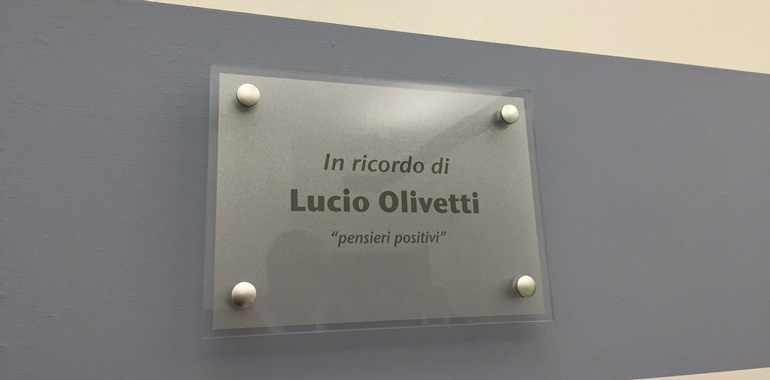 In ricordo di
Lucio Olivetti
“pensieri positivi”